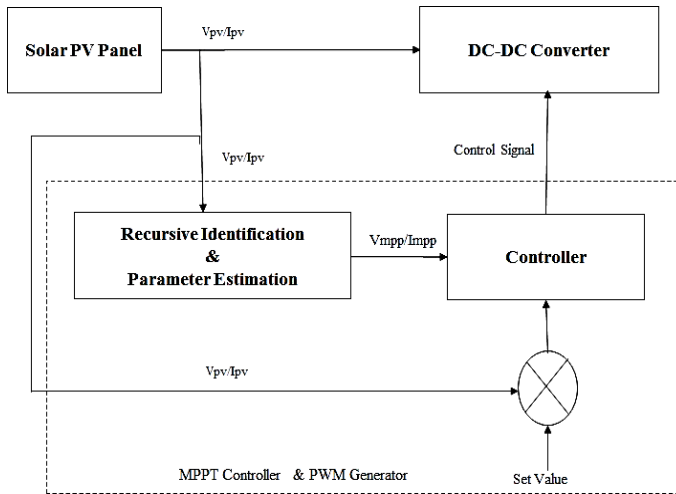 Vpv/Ipv
Solar PV Panel
DC-DC Converter
Control Signal
Vpv/Ipv
Recursive Identification
&
Parameter Estimation
Vmpp/Impp
Controller
Vpv/Ipv
MPPT Controller & PWM Generator
Set Value